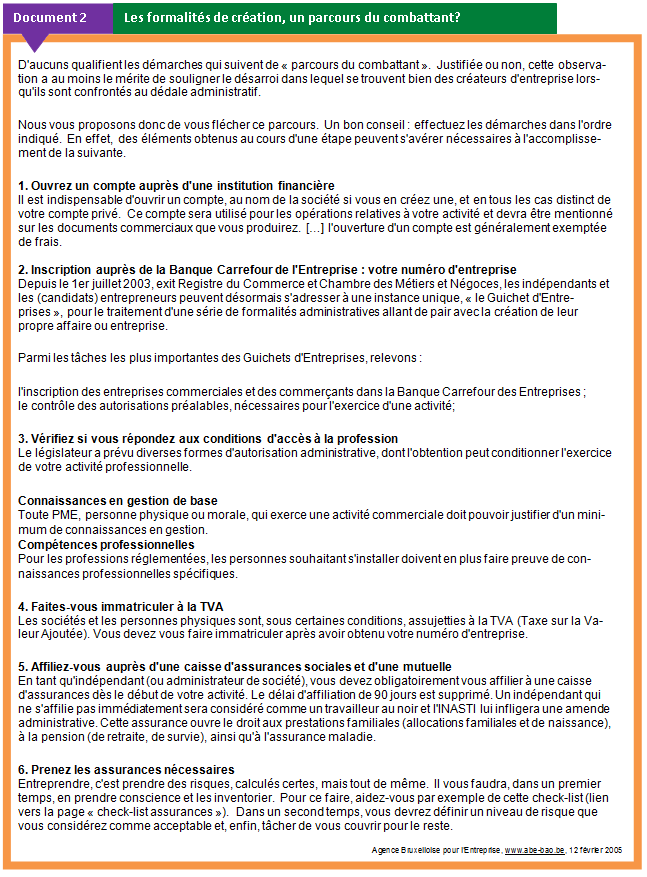 Document 2
Les formalités de création, un parcours du combattant?
D'aucuns qualifient les démarches qui suivent de « parcours du combattant ». Justifiée ou non, cette observa-
tion a au moins le mérite de souligner le désarroi dans lequel se trouvent bien des créateurs d'entreprise lors-
qu'ils sont confrontés au dédale administratif.
Nous vous proposons donc de vous flécher ce parcours. Un bon conseil : effectuez les démarches dans l'ordre
indiqué. En effet, des éléments obtenus au cours d'une étape peuvent s'avérer nécessaires à l'accomplisse-
ment de la suivante.
1. Ouvrez un compte auprès d'une institution financière
Il est indispensable d'ouvrir un compte, au nom de la société si vous en créez une, et en tous les cas distinct de
votre compte privé. Ce compte sera utilisé pour les opérations relatives à votre activité et devra être mentionné
sur les documents commerciaux que vous produirez. […] l'ouverture d'un compte est généralement exemptée
de frais.
2. Inscription auprès de la Banque Carrefour de l'Entreprise : votre numéro d'entreprise
Depuis le 1er juillet 2003, exit Registre du Commerce et Chambre des Métiers et Négoces, les indépendants et
les (candidats) entrepreneurs peuvent désormais s'adresser à une instance unique, « le Guichet d'Entre-
prises », pour le traitement d'une série de formalités administratives allant de pair avec la création de leur
propre affaire ou entreprise.
Parmi les tâches les plus importantes des Guichets d'Entreprises, relevons :
l'inscription des entreprises commerciales et des commerçants dans la Banque Carrefour des Entreprises ;
le contrôle des autorisations préalables, nécessaires pour l'exercice d'une activité;
3. Vérifiez si vous répondez aux conditions d'accès à la profession
Le législateur a prévu diverses formes d'autorisation administrative, dont l'obtention peut conditionner l'exercice
de votre activité professionnelle.
Connaissances en gestion de base
Toute PME, personne physique ou morale, qui exerce une activité commerciale doit pouvoir justifier d'un mini-
mum de connaissances en gestion.
Compétences professionnelles
Pour les professions réglementées, les personnes souhaitant s'installer doivent en plus faire preuve de con-
naissances professionnelles spécifiques.
4. Faites-vous immatriculer à la TVA
Les sociétés et les personnes physiques sont, sous certaines conditions, assujetties à la TVA (Taxe sur la Va-
leur Ajoutée). Vous devez vous faire immatriculer après avoir obtenu votre numéro d'entreprise.
5. Affiliez-vous auprès d'une caisse d'assurances sociales et d'une mutuelle
En tant qu'indépendant (ou administrateur de société), vous devez obligatoirement vous affilier à une caisse
d'assurances dès le début de votre activité. Le délai d'affiliation de 90 jours est supprimé. Un indépendant qui
ne s'affilie pas immédiatement sera considéré comme un travailleur au noir et l'INASTI lui infligera une amende
administrative. Cette assurance ouvre le droit aux prestations familiales (allocations familiales et de naissance),
à la pension (de retraite, de survie), ainsi qu'à l'assurance maladie.
6. Prenez les assurances nécessaires
Entreprendre, c'est prendre des risques, calculés certes, mais tout de même. Il vous faudra, dans un premier
temps, en prendre conscience et les inventorier. Pour ce faire, aidez-vous par exemple de cette check-list (lien
vers la page « check-list assurances »). Dans un second temps, vous devrez définir un niveau de risque que
vous considérez comme acceptable et, enfin, tâcher de vous couvrir pour le reste.
Agence Bruxelloise pour l'Entreprise, www.abe-bao.be, 12 février 2005